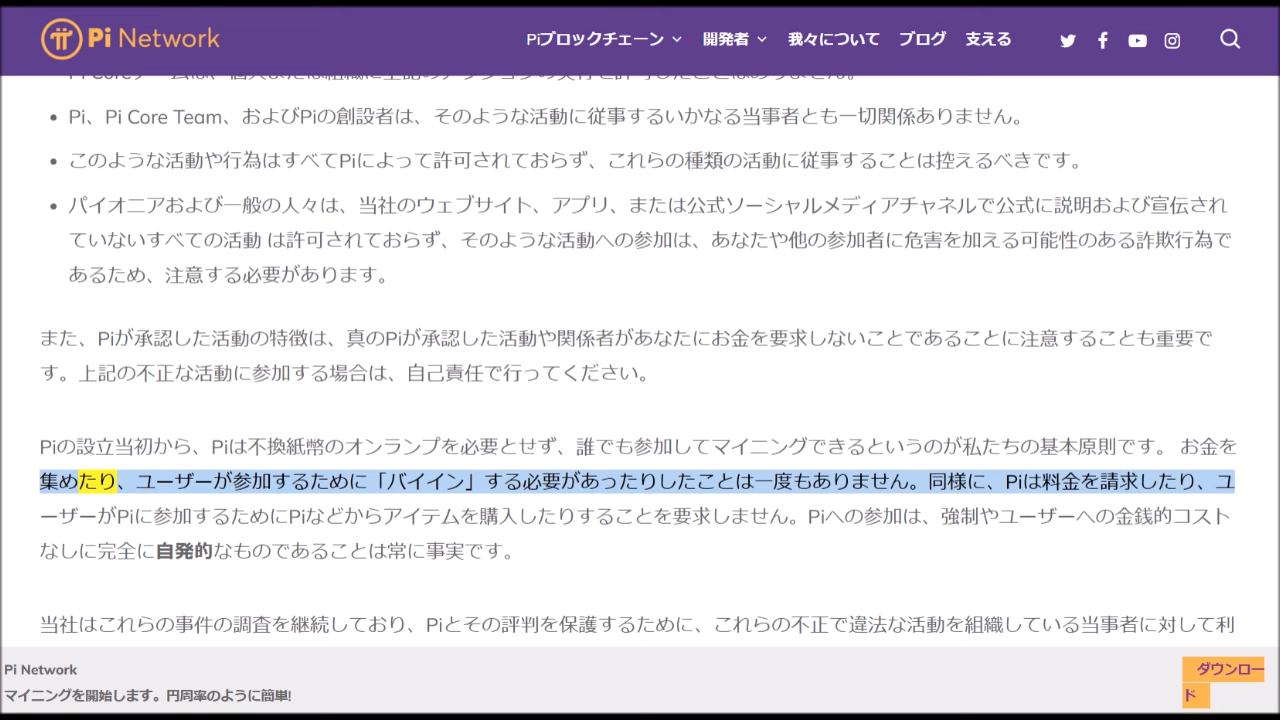 Pi Network
Piブロックチェーン 開発者 我々について ブログ 支える
Pi、Pi Core Team、およびPiの創設者は、そのような活動に従事するいかなる当事者とも一切関係ありません。
このような活動や行為はすべてPiによって許可されておらず、これらの種類の活動に従事することは控えるべきです。
パイオニアおよび一般の人々は、当社のウェブサイト、アプリ、または公式ソーシャルメディアチャネルで公式に説明および宣伝され
ていないすべての活動 は許可されておらず、そのような活動への参加は、あなたや他の参加者に危害を加える可能性のある詐欺行為で
あるため、注意する必要があります。
また、Piが承認した活動の特徴は、真のPiが承認した活動や関係者があなたにお金を要求しないことであることに注意することも重要で
す。上記の不正な活動に参加する場合は、自己責任で行ってください。
Piの設立当初から、Piは不換紙幣のオンランプを必要とせず、誰でも参加してマイニングできるというのが私たちの基本原則です。 お金を
集めたり、ユーザーが参加するために「バイイン」する必要があったりしたことは一度もありません。同様に、Piは料金を請求したり、ユ
ーザーがPiに参加するためにPiなどからアイテムを購入したりすることを要求しません。Piへの参加は、強制やユーザーへの金銭的コスト
なしに完全に自発的なものであることは常に事実です。
当社はこれらの事件の調査を継続しており、Piとその評判を保護するために、これらの不正で違法な活動を組織している当事者に対して利
Pi Network
マイニングを開始します。円周率のように簡単!
ダウンロー
ド